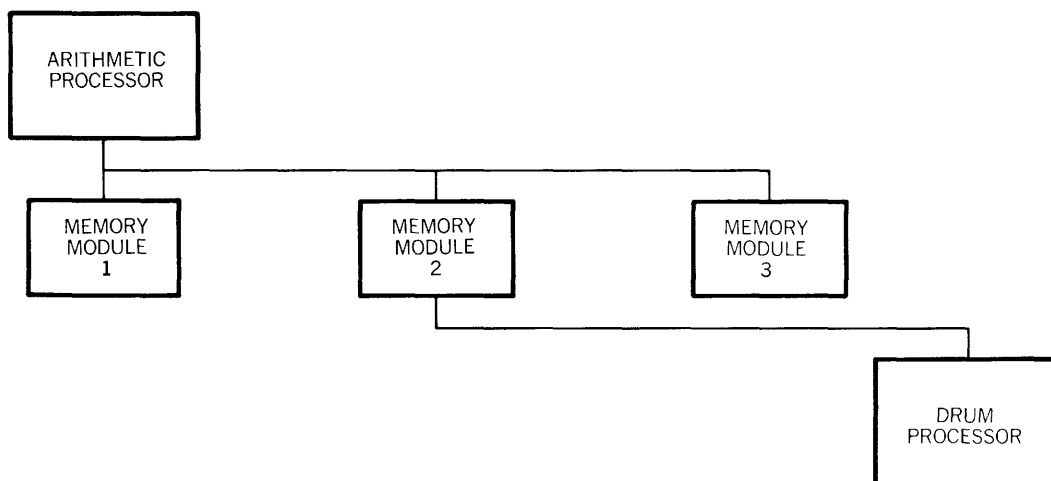 ARITHMETIC
PROCESSOR
MEMORY
MODULE
1
MEMORY
MODULE
2
MEMORY
MODULE
3
DRUM
PROCESSOR